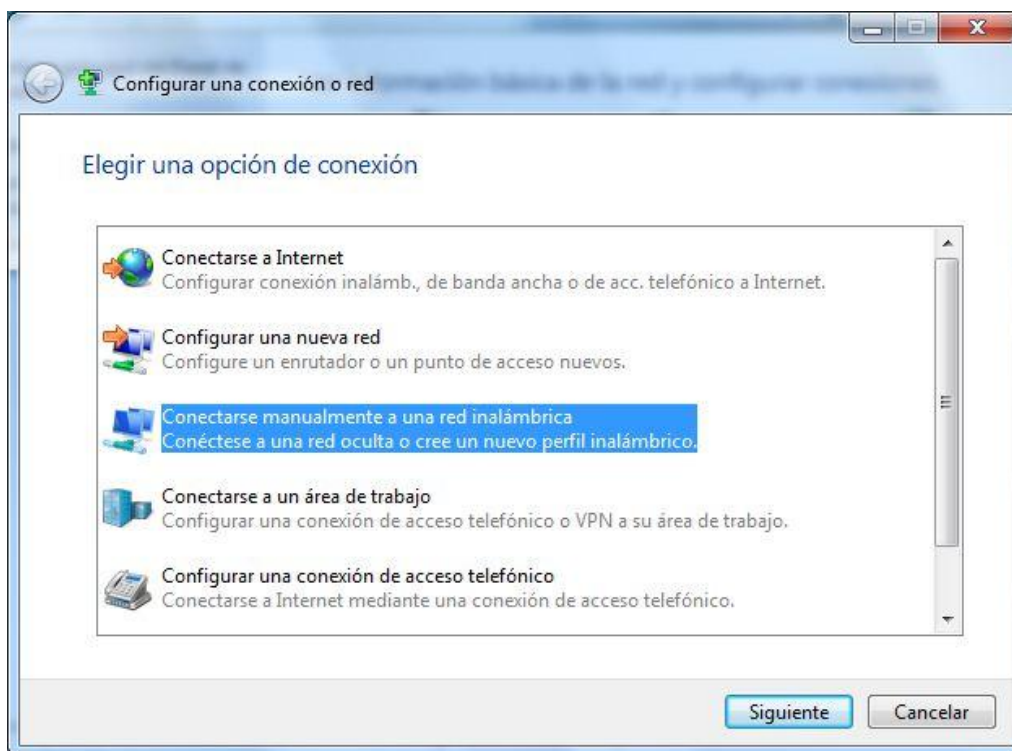 Configurar una conexión o red
Elegir una opción de conexión
Conectarse a Internet
Configurar conexión inalámb., de banda ancha o de acc. telefónico a Internet.
Configurar una nueva red
Configure un enrutador o un punto de acceso nuevos.
Conectarse manualmente a una red inalámbrica
Conéctese a una red oculta o cree un nuevo perfil inalámbrico.
Conectarse a un área de trabajo
Configurar una conexión de acceso telefónico o VPN a su área de trabajo.
Configurar una conexión de acceso telefónico
Conectarse a Internet mediante una conexión de acceso telefónico.
Siguiente
Cancelar